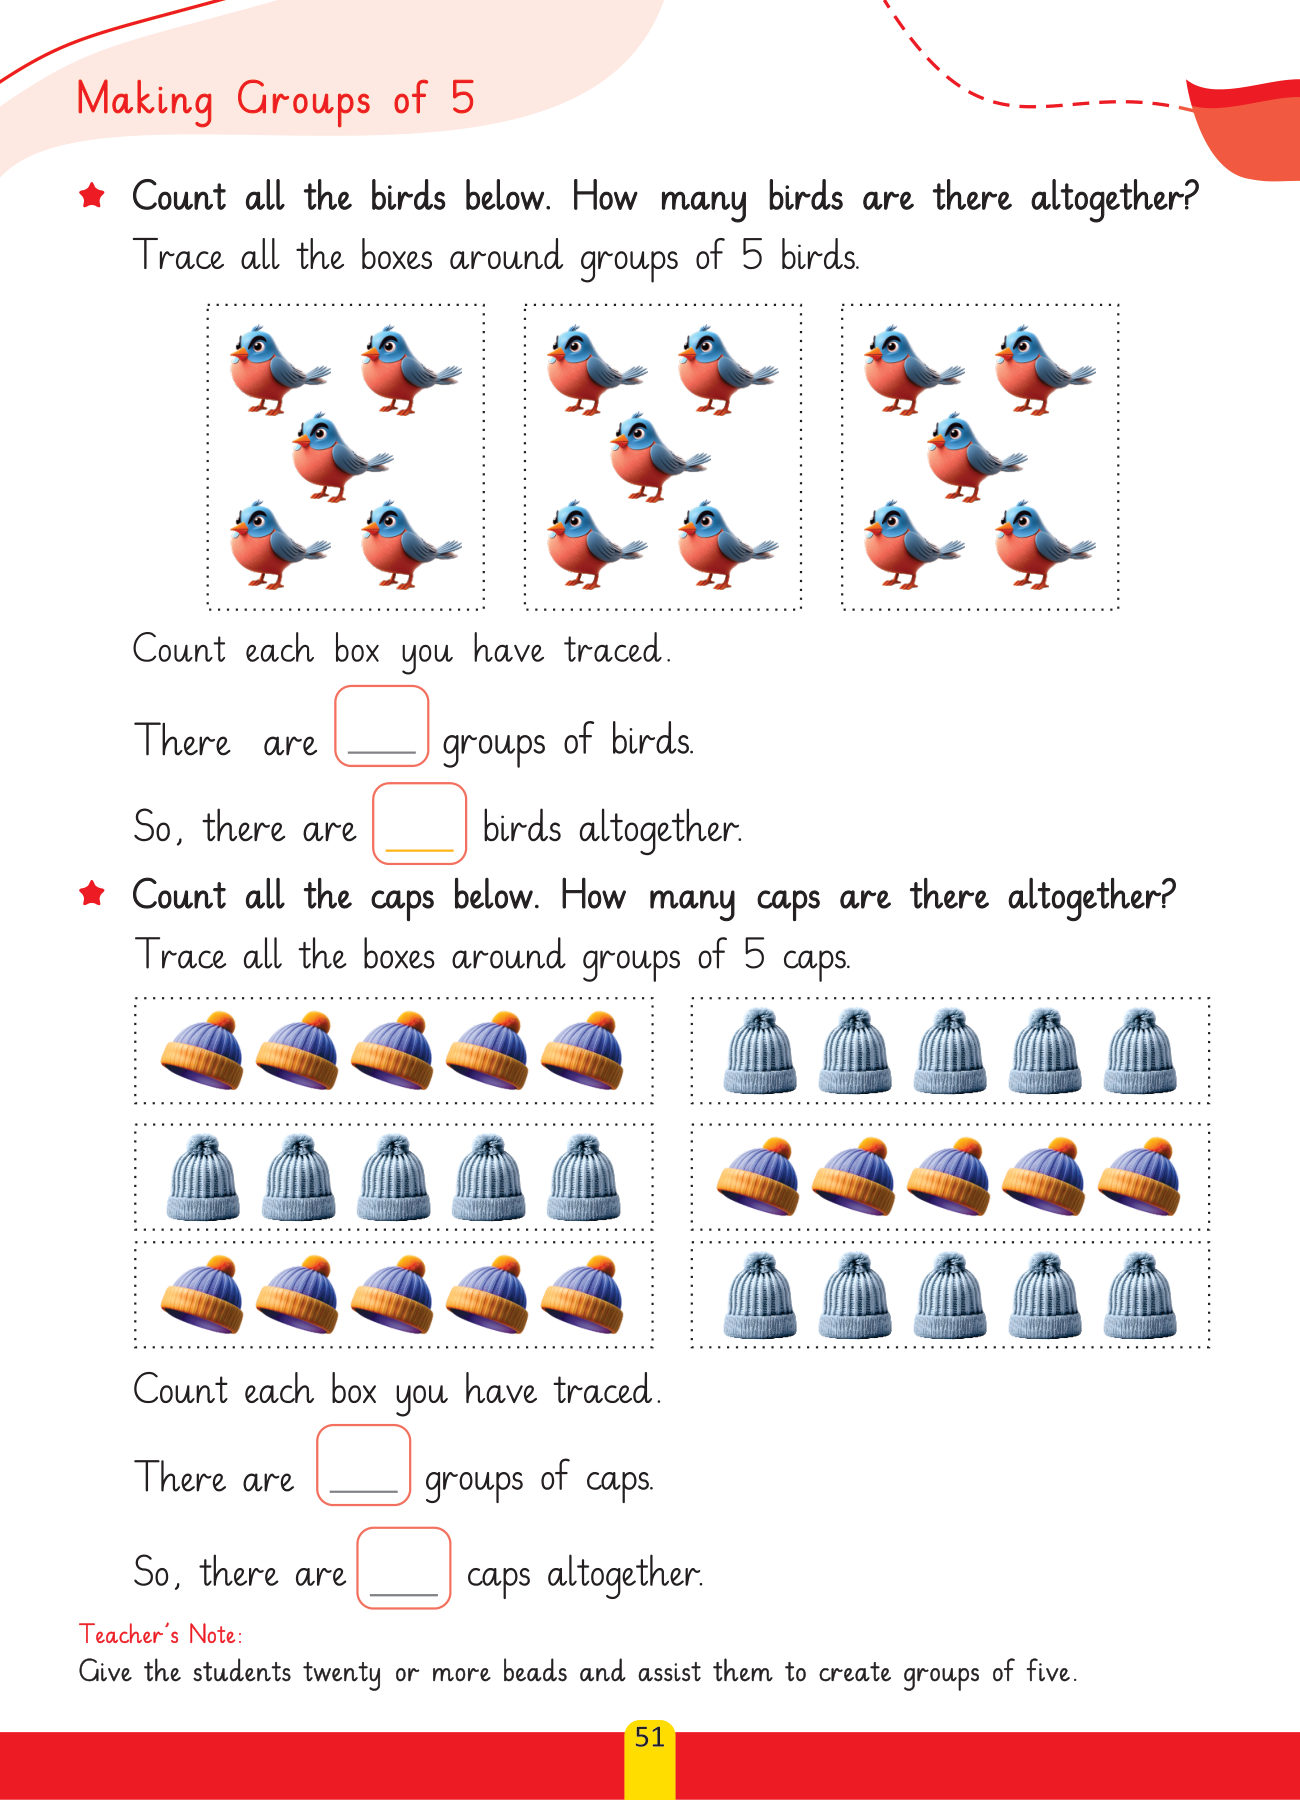 Making Groups of 5
Count all the birds below. How many birds are there altogether?
Trace all the boxes around groups of 5 birds.
Count each box you have traced.
There are ___ groups of birds.
So, there are ___ birds altogether.
Count all the caps below. How many caps are there altogether?
Trace all the boxes around groups of 5 caps.
Count each box you have traced.
There are ___ groups of caps.
So, there are ___ caps altogether.
Teacher's Note:
Give the students twenty or more beads and assist them to create groups of five.
51